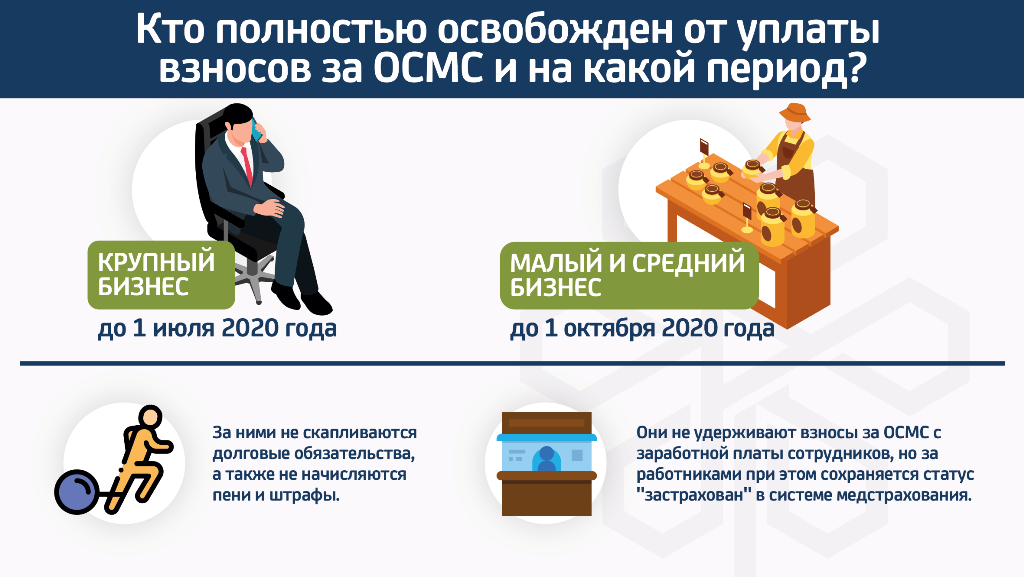 Кто полностью освобожден от уплаты
взносов за ОСМС и на какой период?
КРУПНЫЙ
БИЗНЕС
до 1 июля 2020 года
МАЛЫЙ И СРЕДНИЙ
БИЗНЕС
до 1 октября 2020 года
За ними не скапливаются
долговые обязательства,
а также не начисляются
пени и штрафы.
Они не удерживают взносы за ОСМС с
заработной платы сотрудников, но за
работниками при этом сохраняется статус
"застрахован" в системе медстрахования.